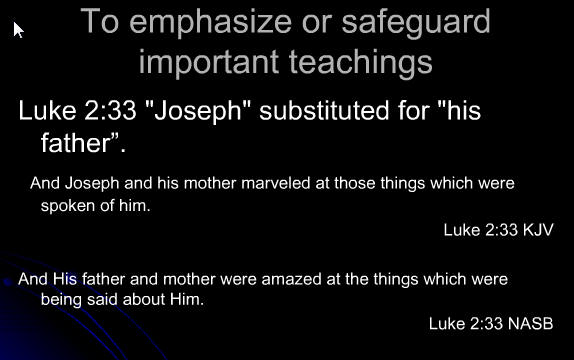 To emphasize or safeguard
important teachings
Luke 2:33 "Joseph" substituted for "his
father”.
And Joseph and his mother marveled at those things which were
spoken of him.
Luke 2:33 KJV
And His father and mother were amazed at the things which were
being said about Him.
Luke 2:33 NASB